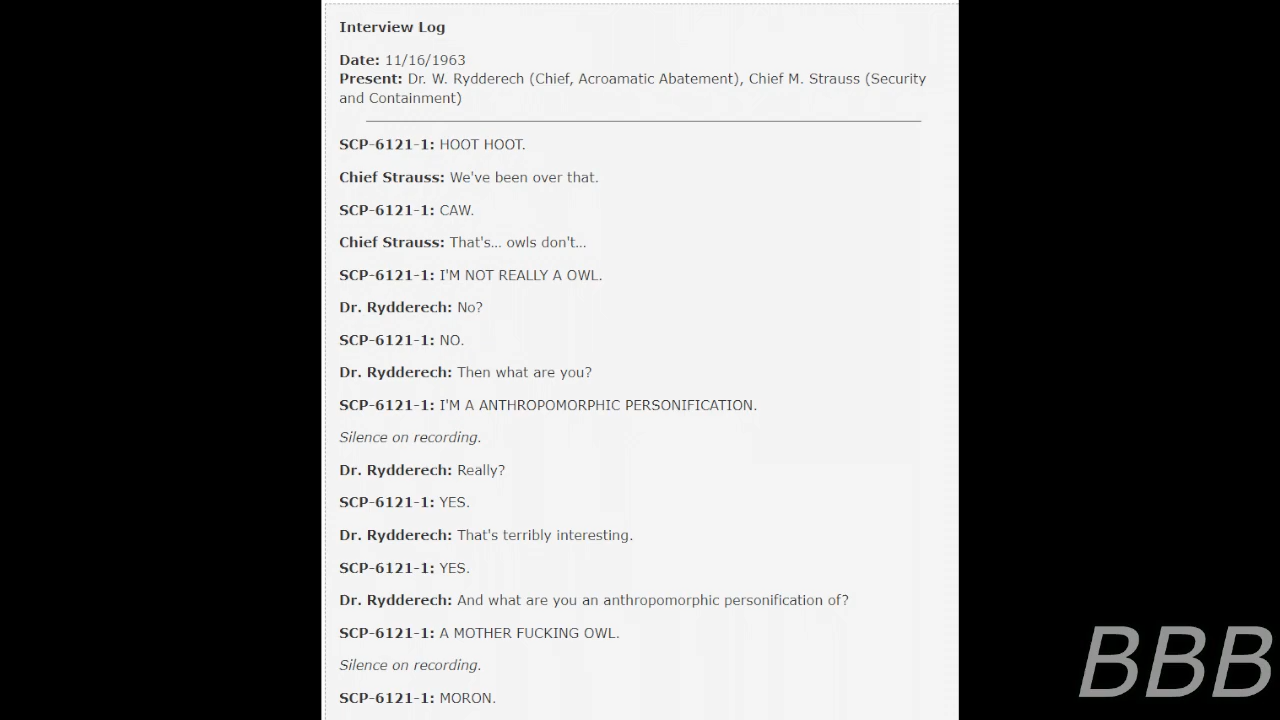 Interview Log
Date: 11/16/1963
Present: Dr. W. Rydderech (Chief, Acroamatic Abatement), Chief M. Strauss (Security
and Containment)
SCP-6121-1: HOOT HOOT.
Chief Strauss: We've been over that.
SCP-6121-1: CAW.
Chief Strauss: That's... owls don't...
SCP-6121-1: I'M NOT REALLY A OWL.
Dr. Rydderech: No?
SCP-6121-1: NO.
Dr. Rydderech: Then what are you?
SCP-6121-1: I'M A ANTHROPOMORPHIC PERSONIFICATION.
Silence on recording.
Dr. Rydderech: Really?
SCP-6121-1: YES.
Dr. Rydderech: That's terribly interesting.
SCP-6121-1: YES.
Dr. Rydderech: And what are you an anthropomorphic personification of?
SCP-6121-1: A MOTHER FUCKING OWL.
Silence on recording.
SCP-6121-1: MORON.
BBB